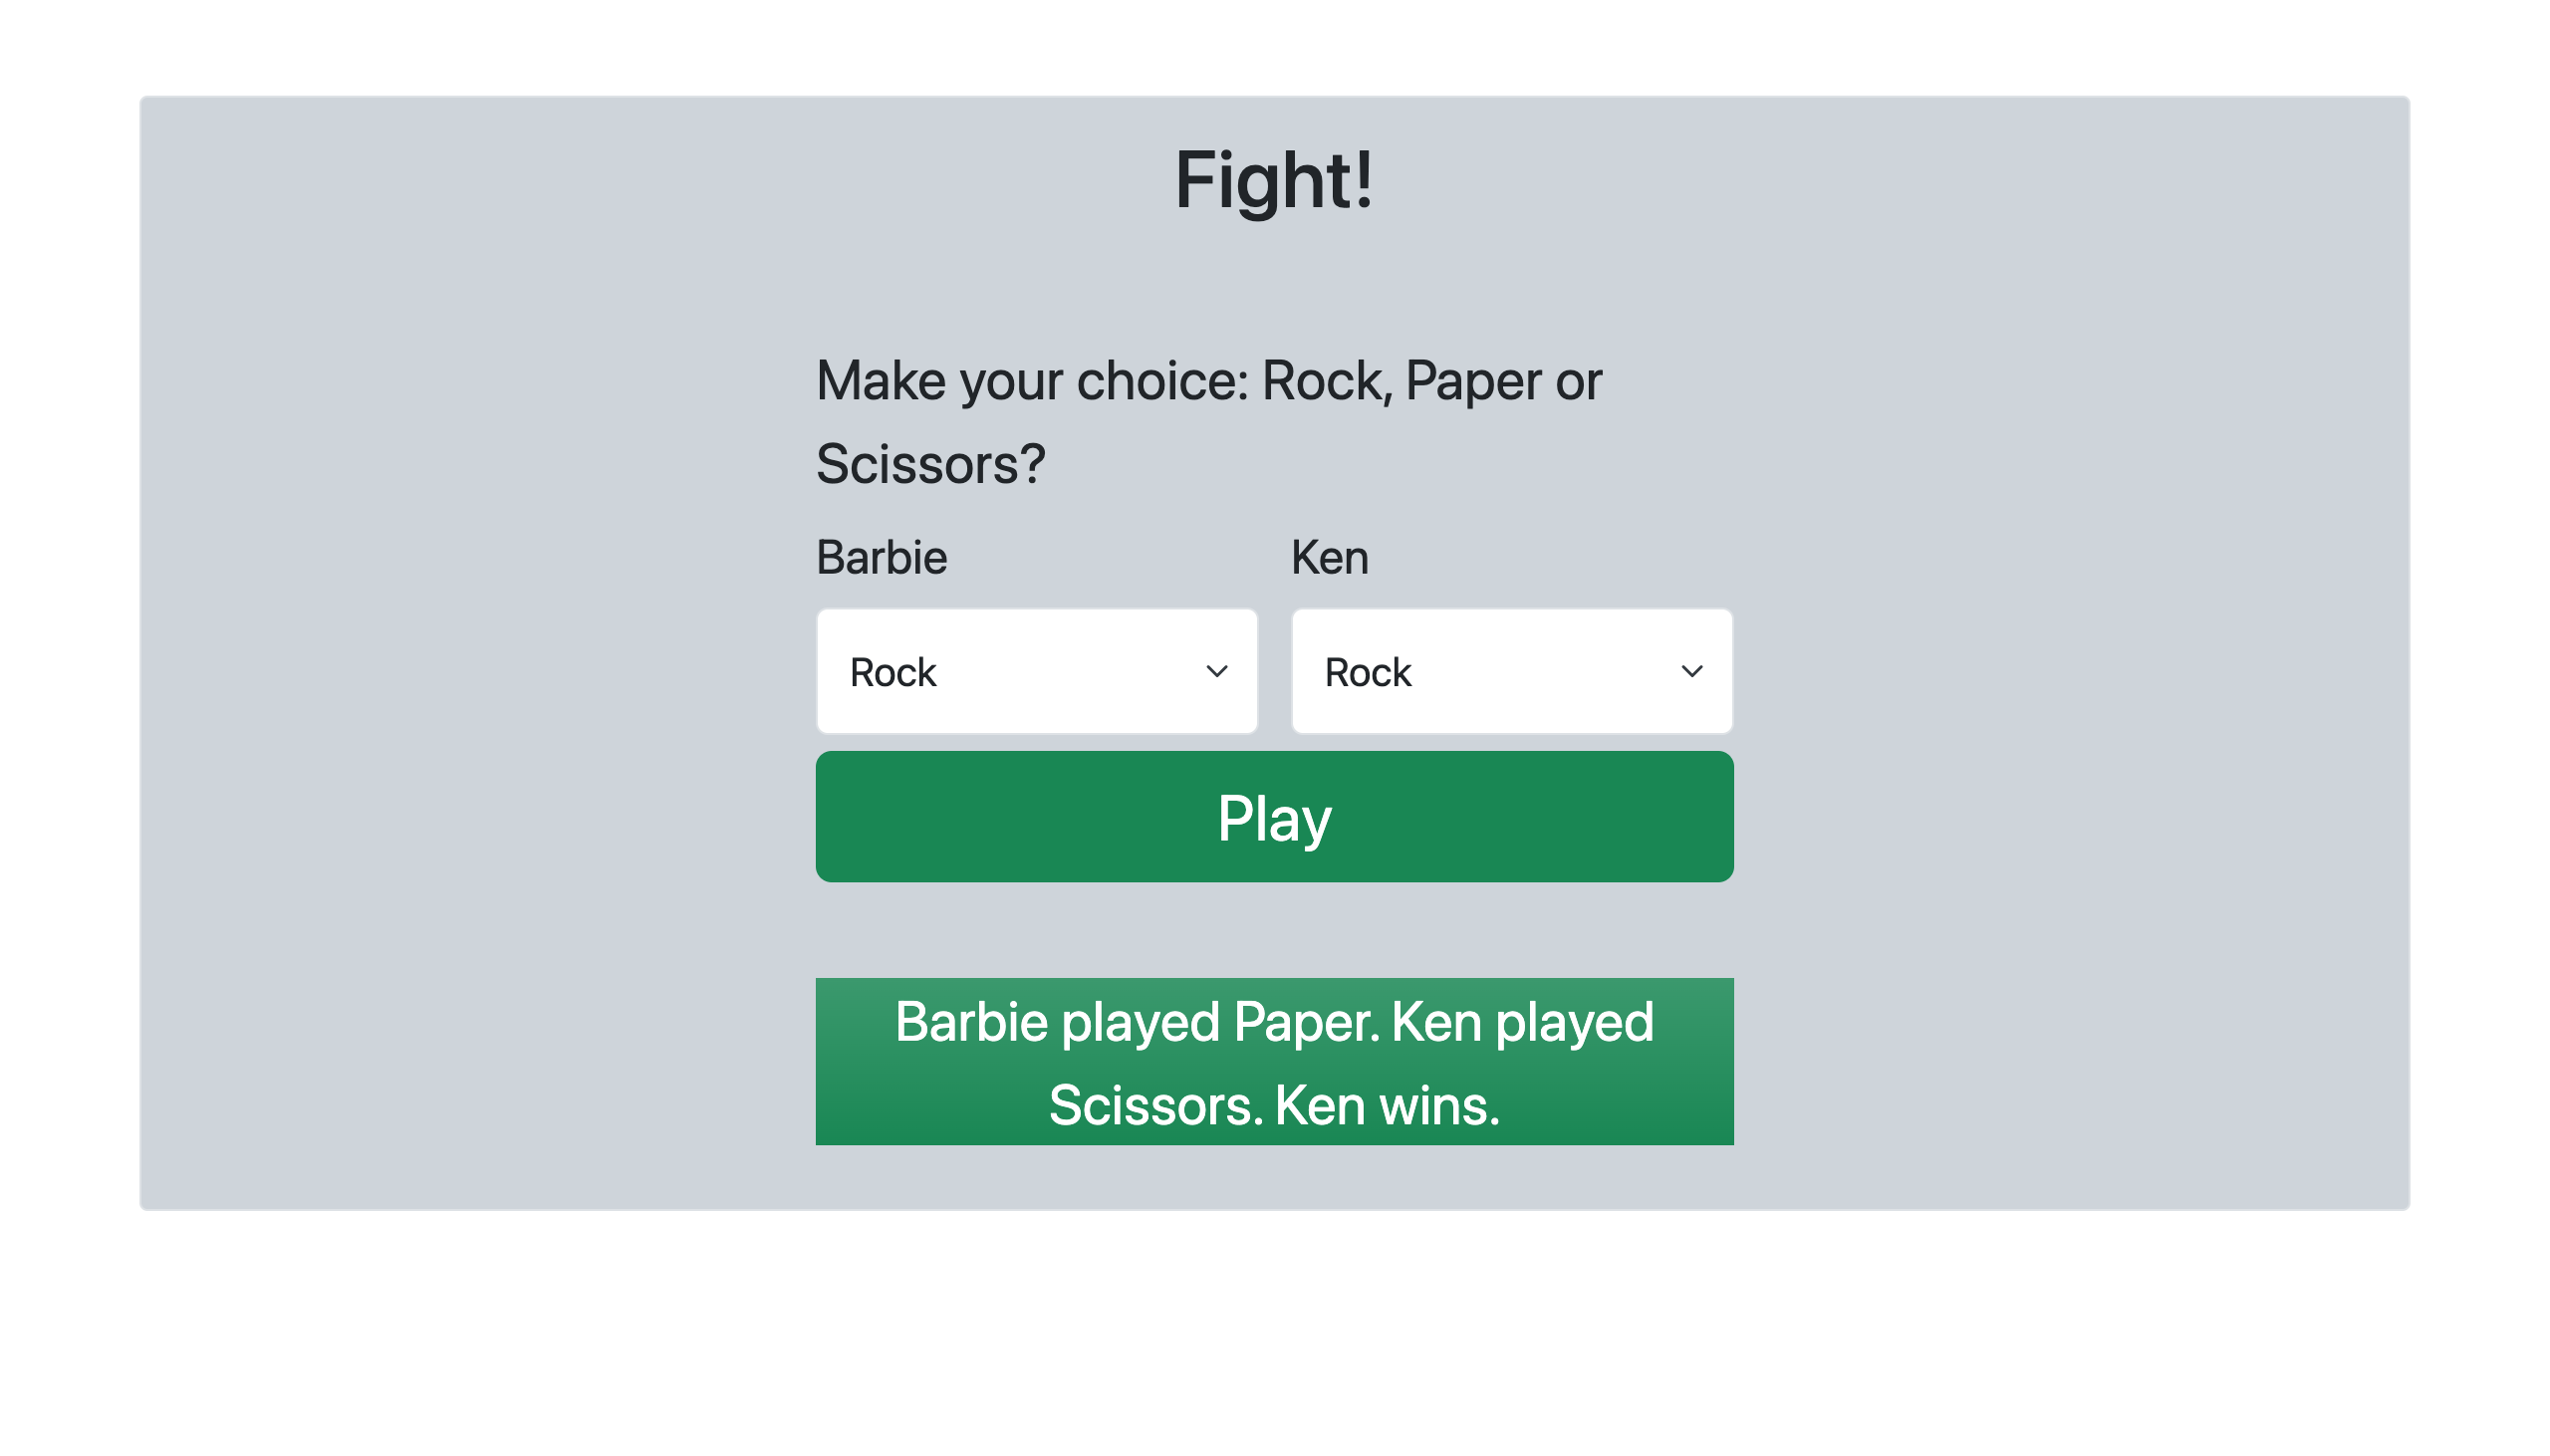 Fight!
Make your choice: Rock, Paper or
Scissors?
Barbie
Ken
Rock
Rock
Play
Barbie played Paper. Ken played
Scissors. Ken wins.